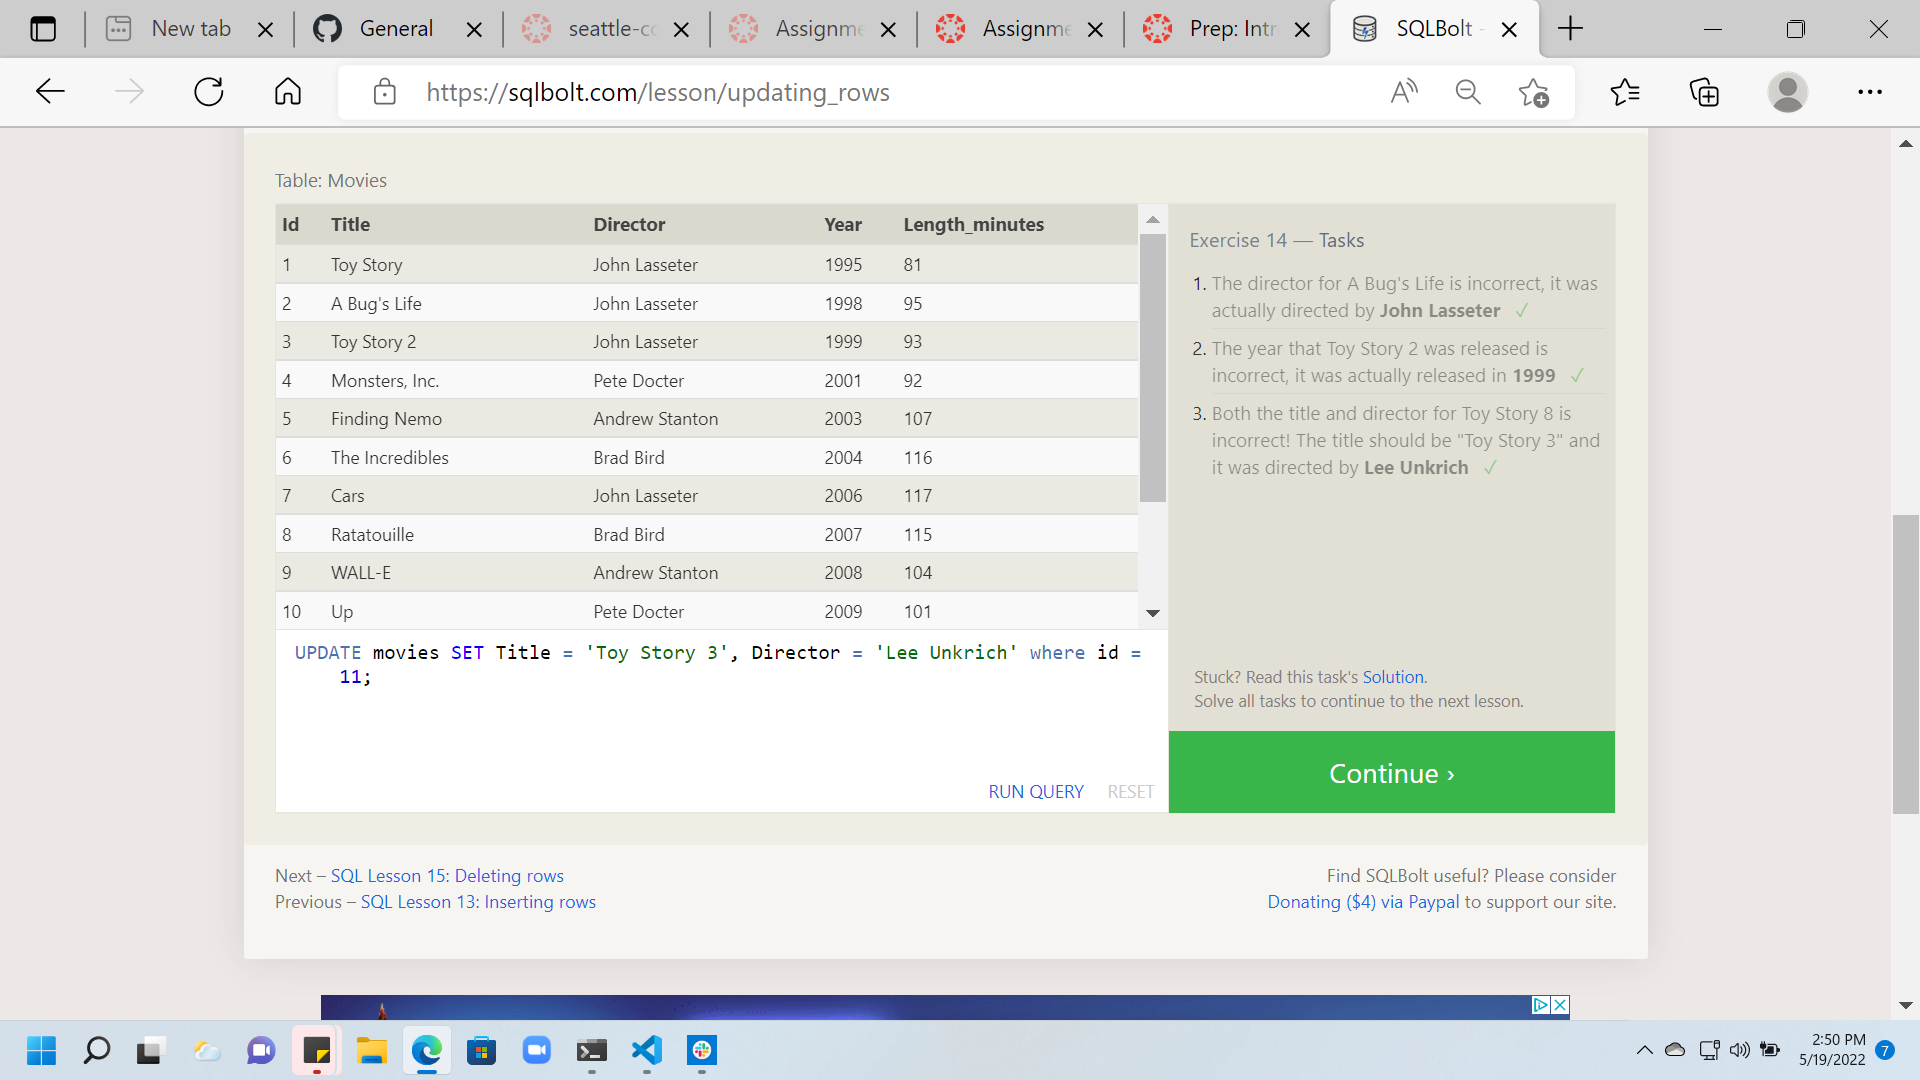 New tab
General
seattle-co
Assignme
Assignme
Prep: Intr
SQLBolt -
https://sqlbolt.com/lesson/updating_rows
Table: Movies
Id Title Director Year Length_minutes
1 Toy Story John Lasseter 1995 81
2 A Bug's Life John Lasseter 1998 95
3 Toy Story 2 John Lasseter 1999 93
4 Monsters, Inc. Pete Docter 2001 92
5 Finding Nemo Andrew Stanton 2003 107
6 The Incredibles Brad Bird 2004 116
7 Cars John Lasseter 2006 117
8 Ratatouille Brad Bird 2007 115
9 WALL-E Andrew Stanton 2008 104
10 Up Pete Docter 2009 101
UPDATE movies SET Title = 'Toy Story 3', Director = 'Lee Unkrich' where id =
11;
RUN QUERY RESET
Exercise 14 — Tasks
1. The director for A Bug's Life is incorrect, it was
actually directed by John Lasseter ✓
2. The year that Toy Story 2 was released is
incorrect, it was actually released in 1999 ✓
3. Both the title and director for Toy Story 8 is
incorrect! The title should be "Toy Story 3" and
it was directed by Lee Unkrich ✓
Stuck? Read this task's Solution.
Solve all tasks to continue to the next lesson.
Continue ›
Next – SQL Lesson 15: Deleting rows
Previous – SQL Lesson 13: Inserting rows
Find SQLBolt useful? Please consider
Donating ($4) via Paypal to support our site.
2:50 PM
5/19/2022
7